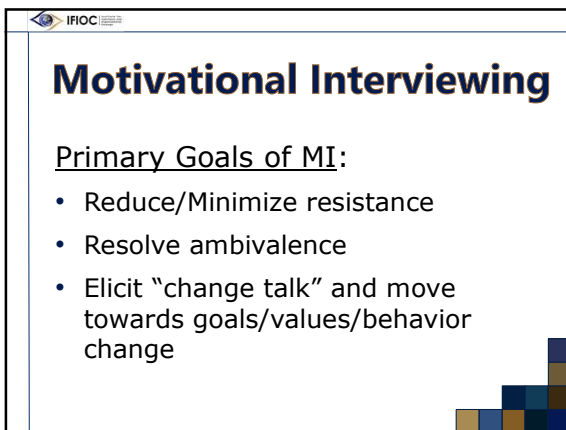 IFIOC
Motivational Interviewing
Primary Goals of MI:
• Reduce/Minimize resistance
• Resolve ambivalence
• Elicit “change talk” and move
towards goals/values/behavior
change